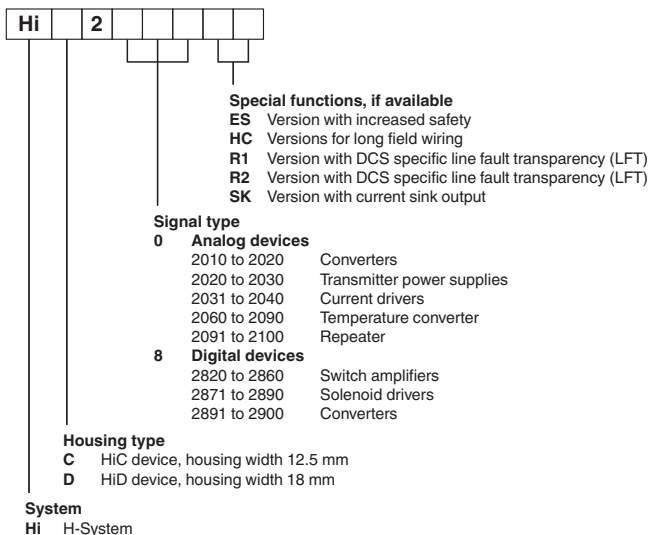 Hi 2
Special functions, if available
ES Version with increased safety
HC Versions for long field wiring
R1 Version with DCS specific line fault transparency (LFT)
R2 Version with DCS specific line fault transparency (LFT)
SK Version with current sink output
Signal type
0 Analog devices
2010 to 2020 Converters
2020 to 2030 Transmitter power supplies
2031 to 2040 Current drivers
2060 to 2090 Temperature converter
2091 to 2100 Repeater
8 Digital devices
2820 to 2860 Switch amplifiers
2871 to 2890 Solenoid drivers
2891 to 2900 Converters
Housing type
C HiC device, housing width 12.5 mm
D HiD device, housing width 18 mm
System
Hi H-System